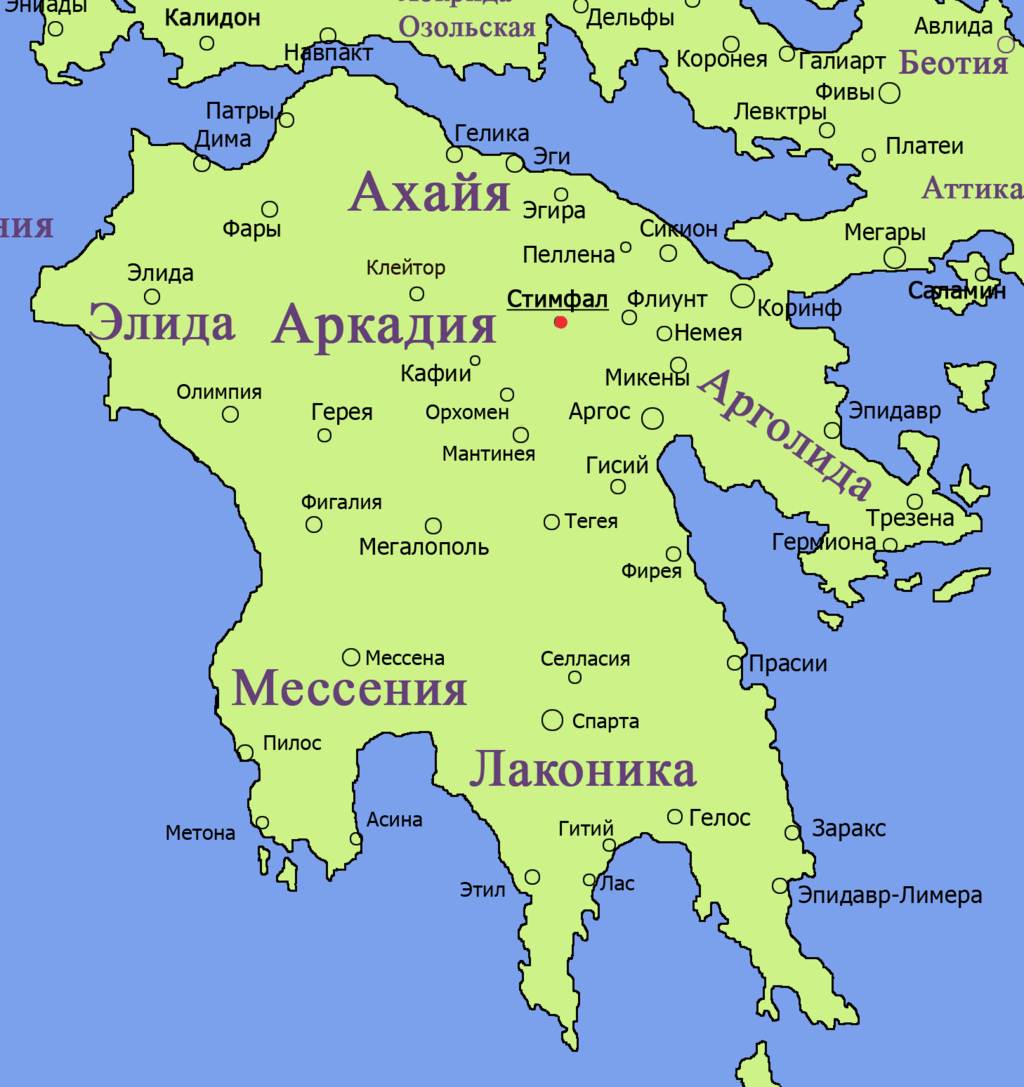 Эниады
Калидон
Озольская
Дельфы
Авлида
Навпакт
Коронея
Галиарт
Беотия
Фивы
Патры
Левктры
Дима
Гелика
Эги
Платеи
Ахайя
Аттика
Эгира
Фары
Сикион
Мегары
Пеллена
Клейтор
Элида
Саламин
Стимфал
Флиунт
Коринф
Элида
Аркадия
Немея
Кафии
Микены
Арголида
Олимпия
Герея
Орхомен
Аргос
Эпидавр
Мантинея
Гисий
Фигалия
Тегея
Трезена
Мегалополь
Гермиона
Фирея
Мессена
Селласия
Прасии
Мессения
Спарта
Пилос
Лаконика
Метона
Асина
Гитий
Гелос
Заракс
Этил
Лас
Эпидавр-Лимера